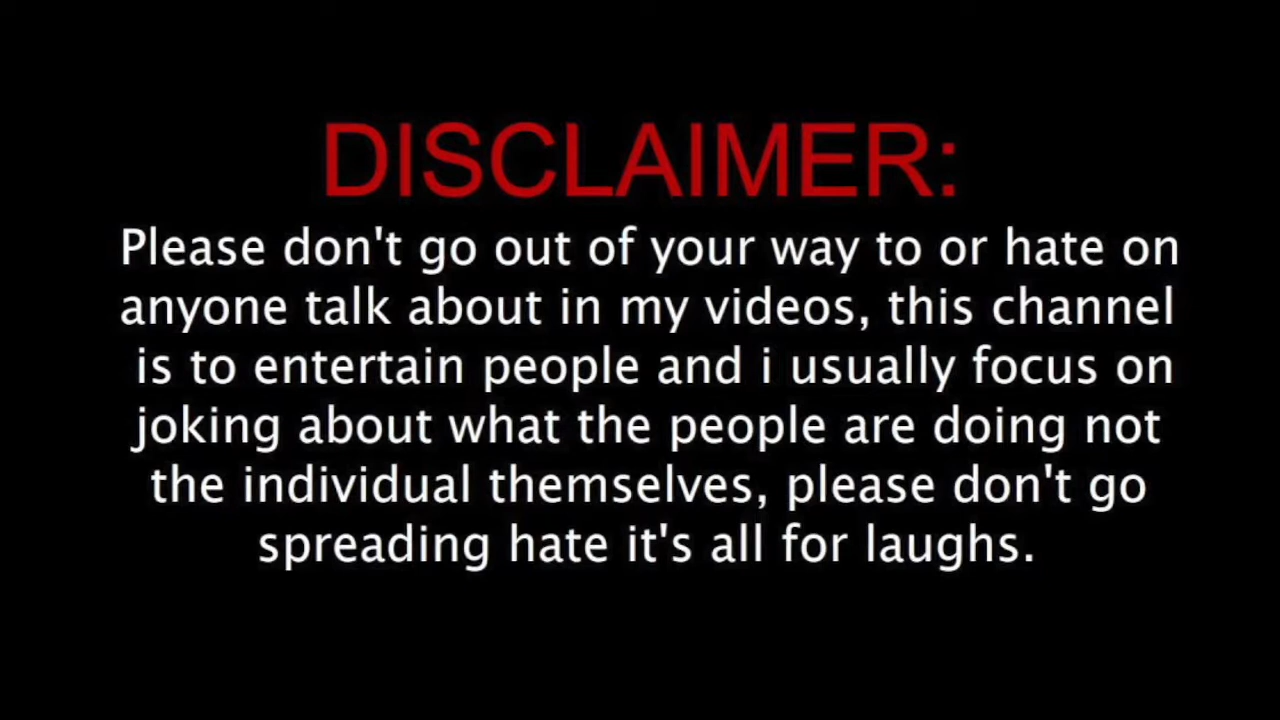 DISCLAIMER:
Please don't go out of your way to or hate on
anyone talk about in my videos, this channel
is to entertain people and i usually focus on
joking about what the people are doing not
the individual themselves, please don't go
spreading hate it's all for laughs.